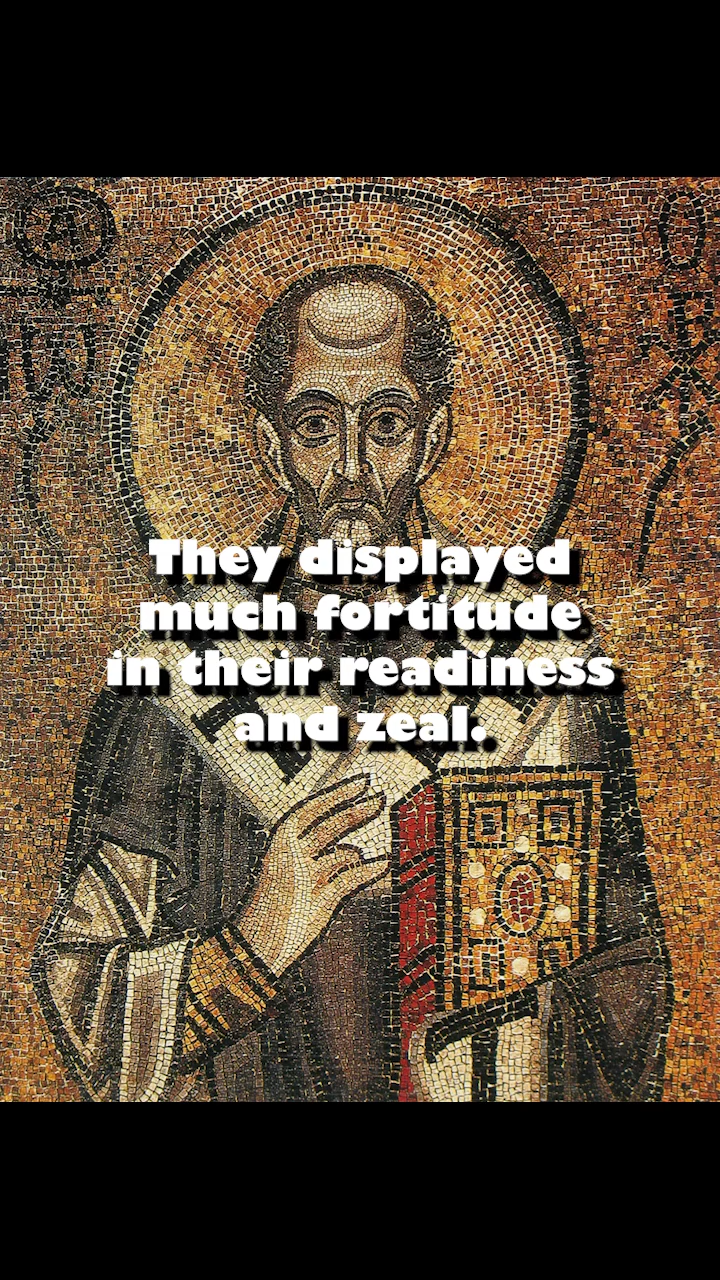 They displayed
much fortitude
in their readiness
and zeal.